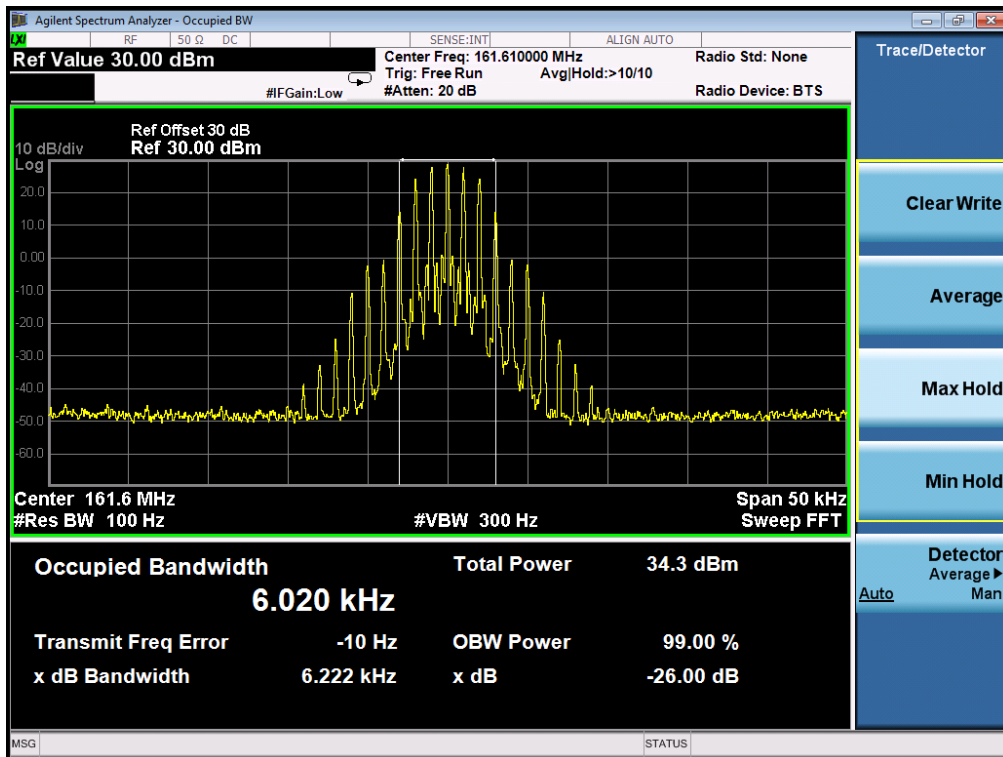 Agilent Spectrum Analyzer - Occupied BW
LXI RF 50 Ω DC SENSE:INT ALIGN AUTO
Ref Value 30.00 dBm
Center Freq: 161.610000 MHz
Radio Std: None
Trig: Free Run Avg|Hold:>10/10
#IFGain:Low #Atten: 20 dB
Radio Device: BTS
Ref Offset 30 dB
10 dB/div Ref 30.00 dBm
Log
20.0
10.0
0.00
-10.0
-20.0
-30.0
-40.0
-50.0
-60.0
Center 161.6 MHz Span 50 kHz
#Res BW 100 Hz #VBW 300 Hz Sweep FFT
Occupied Bandwidth Total Power 34.3 dBm
6.020 kHz
Transmit Freq Error -10 Hz OBW Power 99.00 %
x dB Bandwidth 6.222 kHz x dB -26.00 dB
MSG STATUS
Trace/Detector
Clear Write
Average
Max Hold
Min Hold
Detector
Average
Auto Man